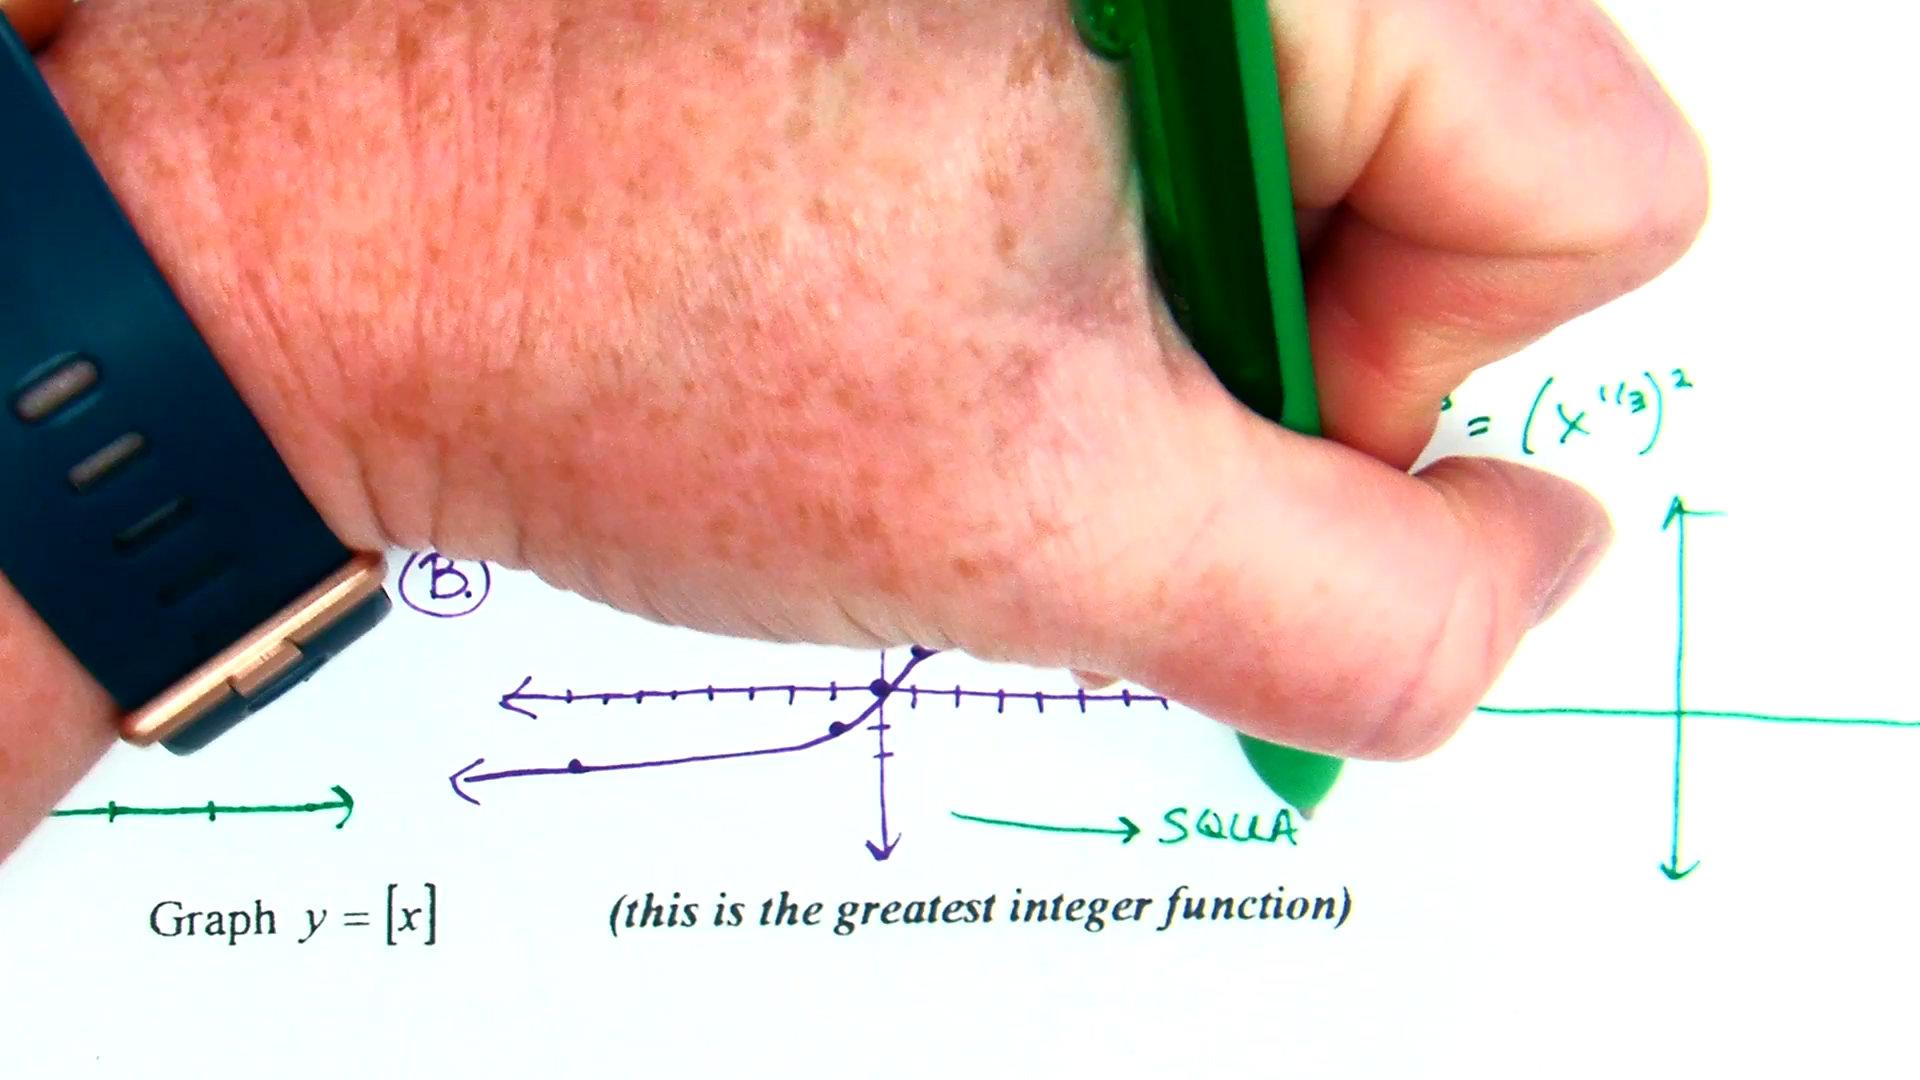 = (x^{1/3})^2
B.
SQUA
Graph y = [x] (this is the greatest integer function)